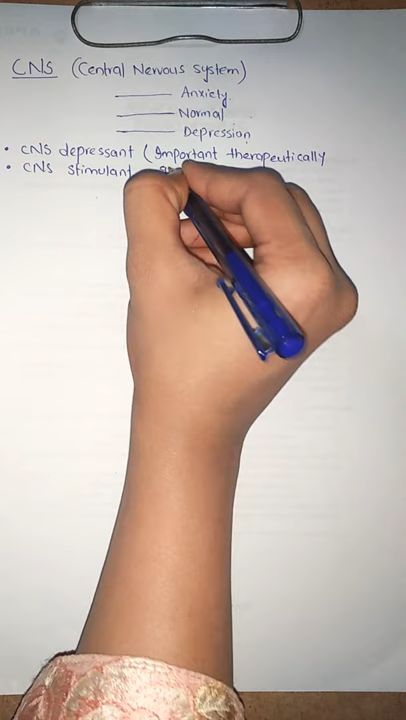 CNS (Central Nervous system)
Anxiety
Normal
Depression
• CNS depressant (Important therapeutically
• CNS stimulant